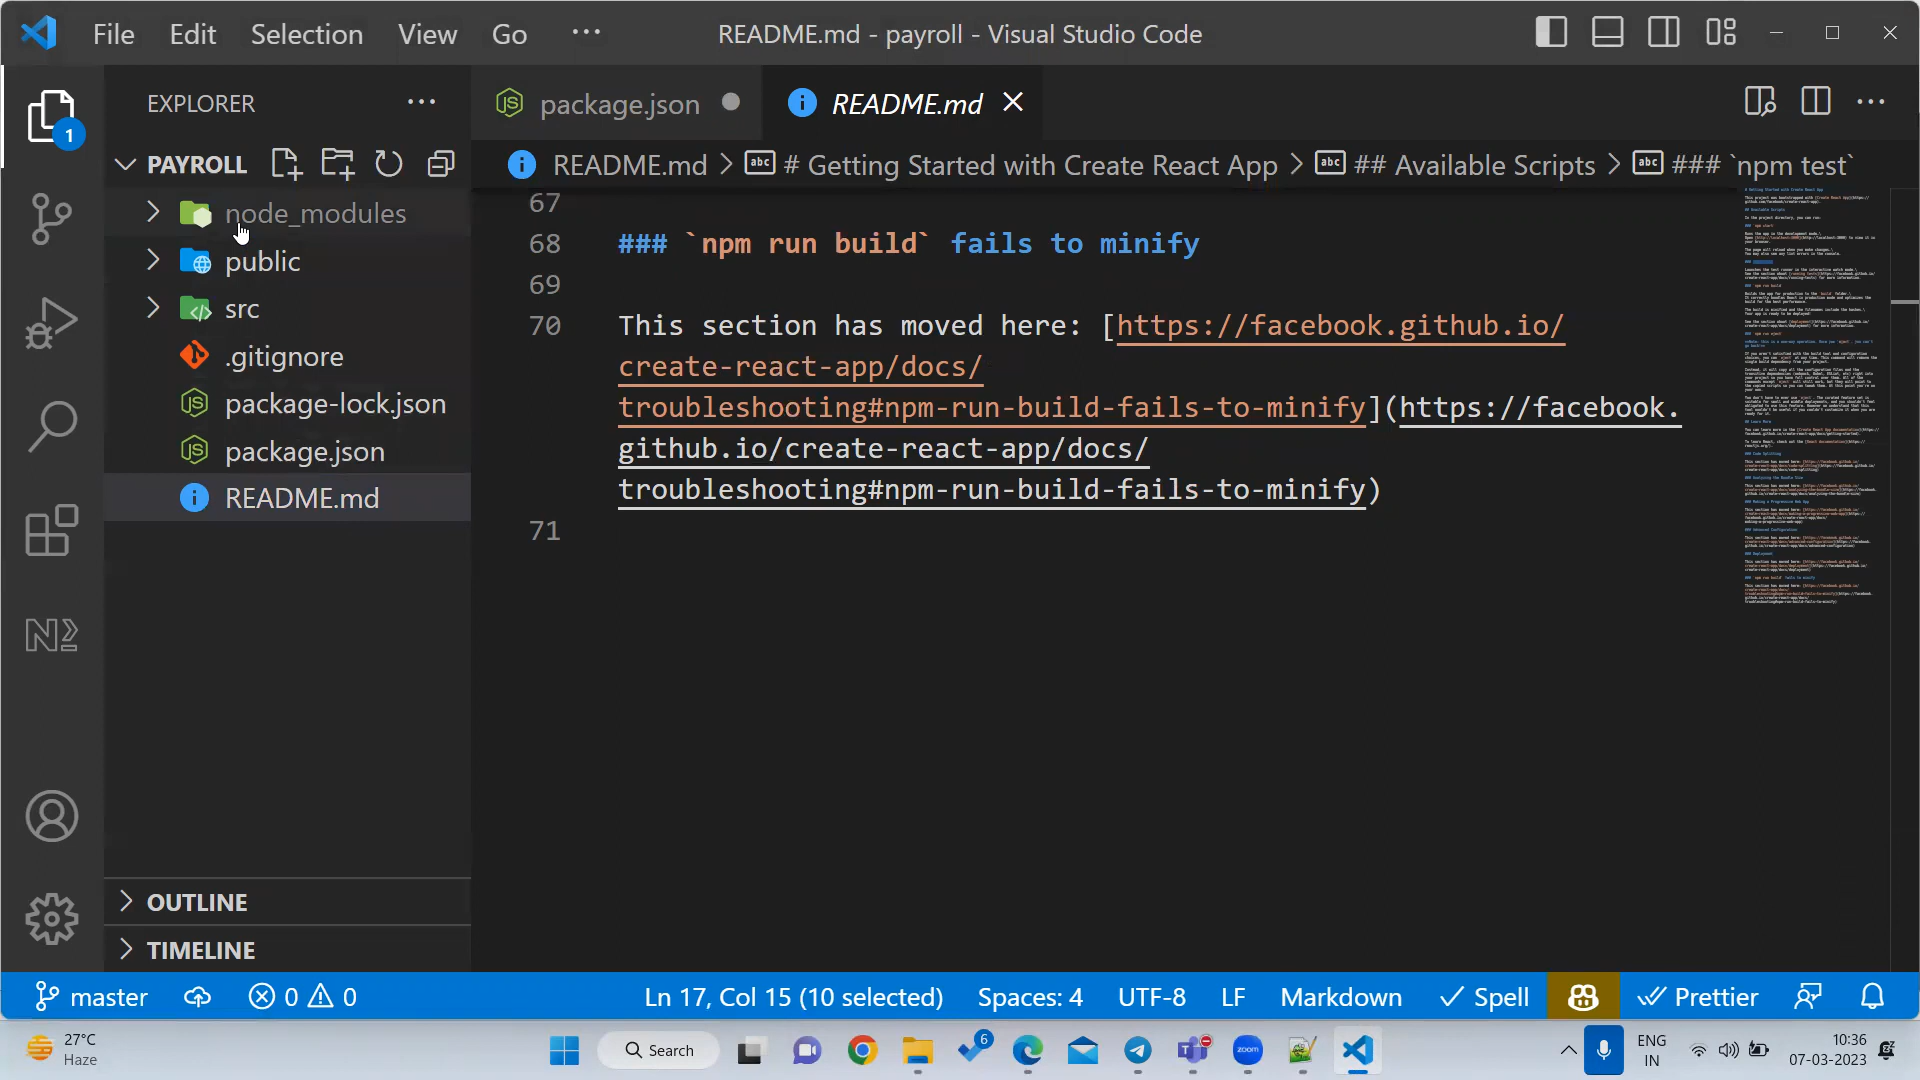 File Edit Selection View Go ··· README.md - payroll - Visual Studio Code
EXPLORER
package.json
README.md
PAYROLL
README.md > # Getting Started with Create React App > ## Available Scripts > ### `npm test`
node_modules
public
src
.gitignore
package-lock.json
package.json
README.md
67
68 ### `npm run build` fails to minify
69
70 This section has moved here: [https://facebook.github.io/
create-react-app/docs/
troubleshooting#npm-run-build-fails-to-minify](https://facebook.
github.io/create-react-app/docs/
troubleshooting#npm-run-build-fails-to-minify)
71
1
OUTLINE
TIMELINE
master 0 0 Ln 17, Col 15 (10 selected) Spaces: 4 UTF-8 LF Markdown Spell Prettier
27°C
Haze
Search
6
zoom
ENG
IN
10:36
07-03-2023